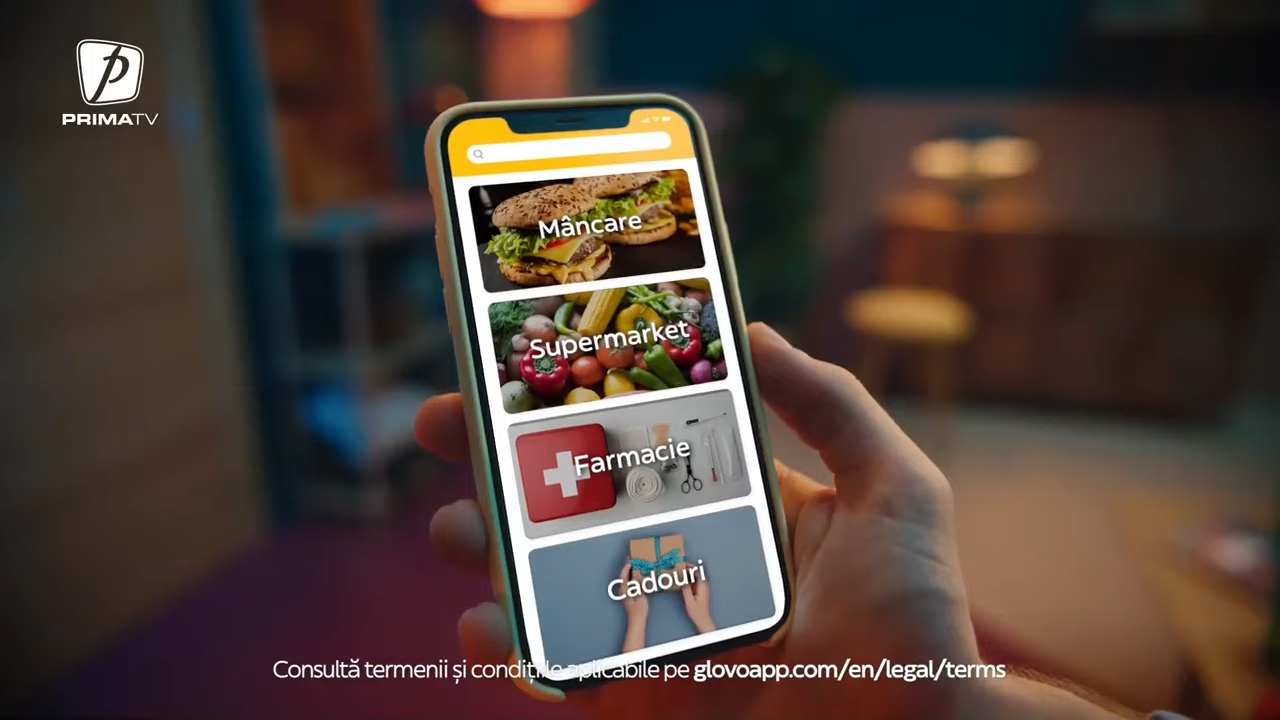 PRIMATV
Mâncare
Supermarket
Farmacie
Cadouri
Consultă termenii și condițiile aplicabile pe glovoapp.com/en/legal/terms